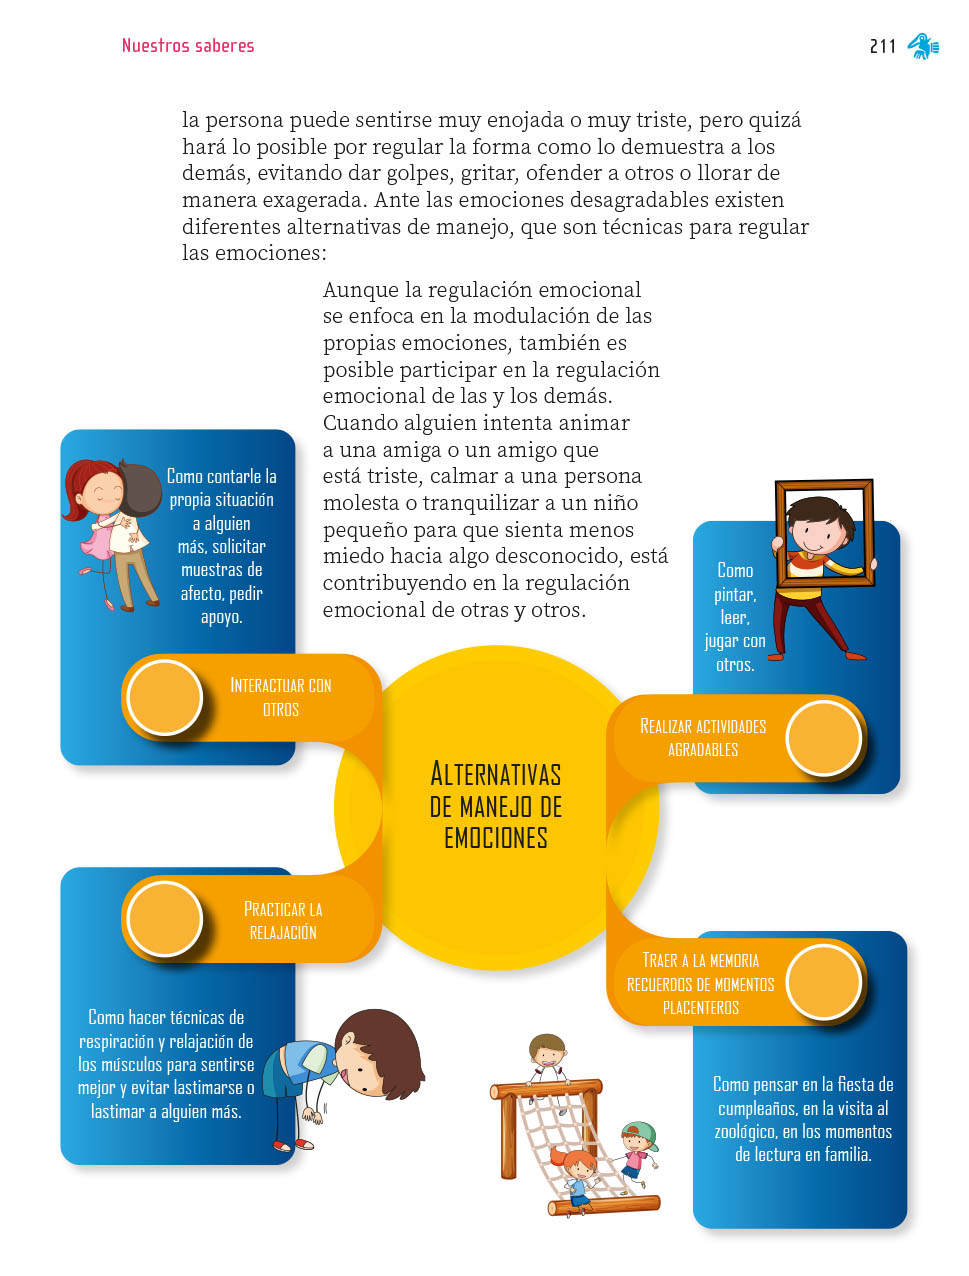 Nuestros saberes
211
la persona puede sentirse muy enojada o muy triste, pero quizá
hará lo posible por regular la forma como lo demuestra a los
demás, evitando dar golpes, gritar, ofender a otros o llorar de
manera exagerada. Ante las emociones desagradables existen
diferentes alternativas de manejo, que son técnicas para regular
las emociones:
Aunque la regulación emocional
se enfoca en la modulación de las
propias emociones, también es
posible participar en la regulación
emocional de las y los demás.
Cuando alguien intenta animar
a una amiga o un amigo que
está triste, calmar a una persona
molesta o tranquilizar a un niño
pequeño para que sienta menos
miedo hacia algo desconocido, está
contribuyendo en la regulación
emocional de otras y otros.
Como contarle la
propia situación
a alguien
más, solicitar
muestras de
afecto, pedir
apoyo.
INTERACTUAR CON
OTROS
Como
pintar,
leer,
jugar con
otros.
REALIZAR ACTIVIDADES
AGRADABLES
ALTERNATIVAS
DE MANEJO DE
EMOCIONES
PRACTICAR LA
RELAJACIÓN
Como hacer técnicas de
respiración y relajación de
los músculos para sentirse
mejor y evitar lastimarse o
lastimar a alguien más.
TRAER A LA MEMORIA
RECUERDOS DE MOMENTOS
PLACENTEROS
Como pensar en la fiesta de
cumpleaños, en la visita al
zoológico, en los momentos
de lectura en familia.